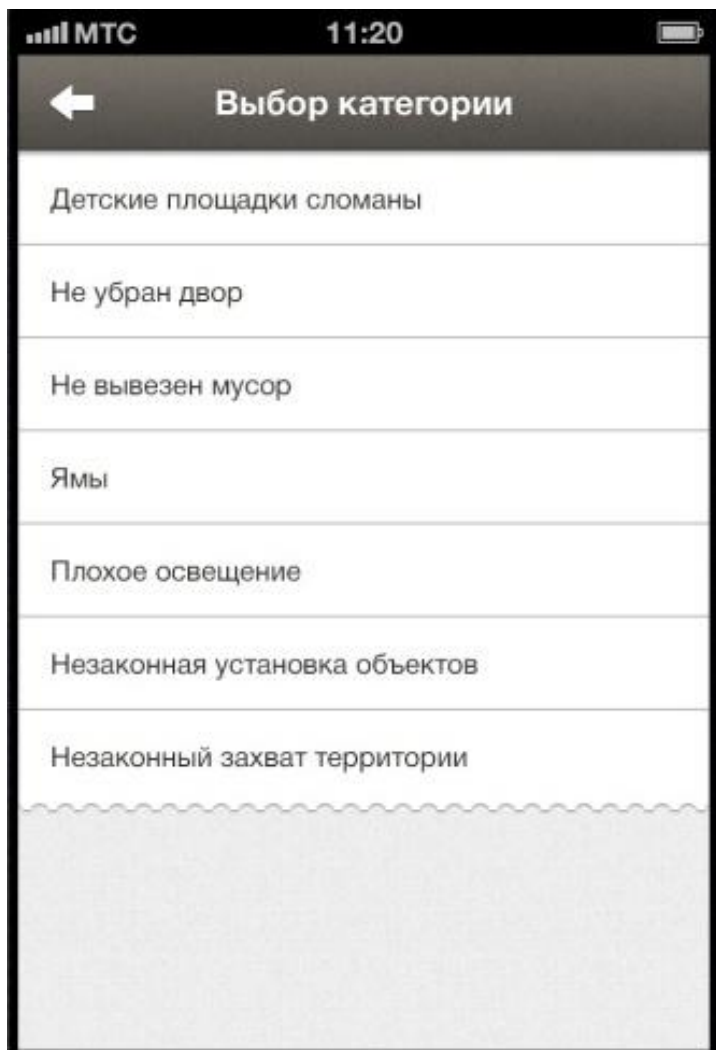 МТС 11:20
Выбор категории
Детские площадки сломаны
Не убран двор
Не вывезен мусор
Ямы
Плохое освещение
Незаконная установка объектов
Незаконный захват территории